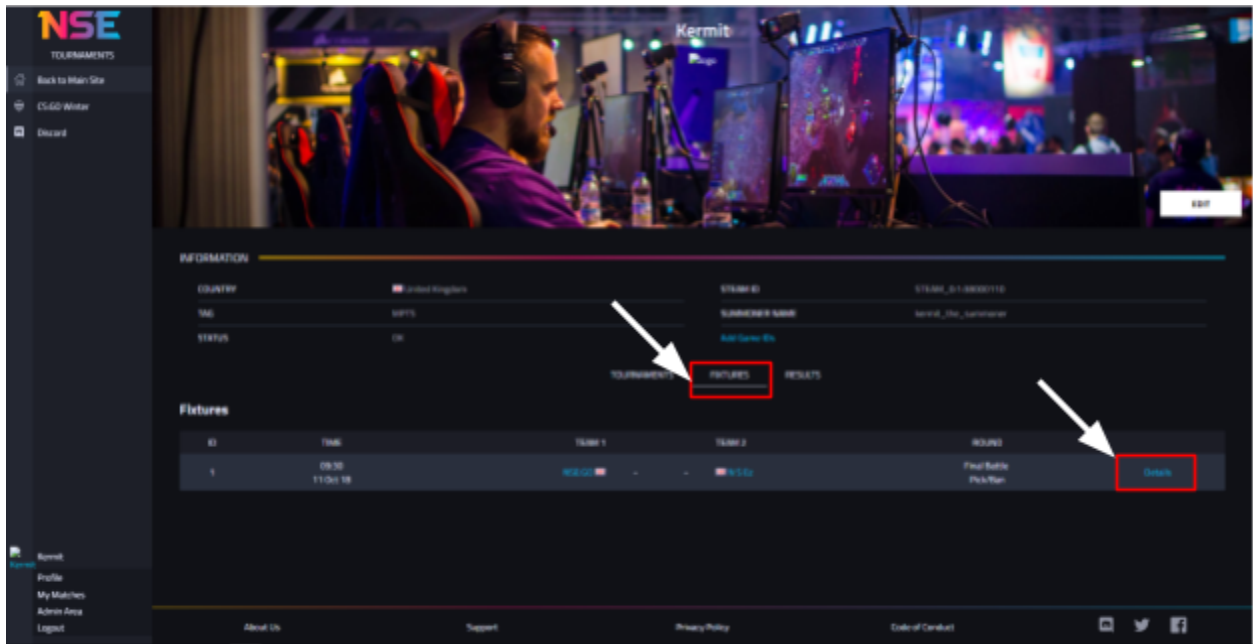 NSE
TOURNAMENTS
Back to Main Site
CS:GO Winter
Discord
Kermit
EDIT
INFORMATION
COUNTRY United Kingdom
STEAM ID
TAG MPTS
SUMMONER NAME kermit_the_summoner
STATUS OK
Add Game IDs
TOURNAMENTS FIXTURES RESULTS
Fixtures
ID TIME TEAM 1 TEAM 2 ROUND
1 09:30 11 Oct 18 - - Final Battle Pick/Ban Details
Kermit
Kermit
Profile
My Matches
Admin Area
Logout
About Us Support Privacy Policy Code of Conduct